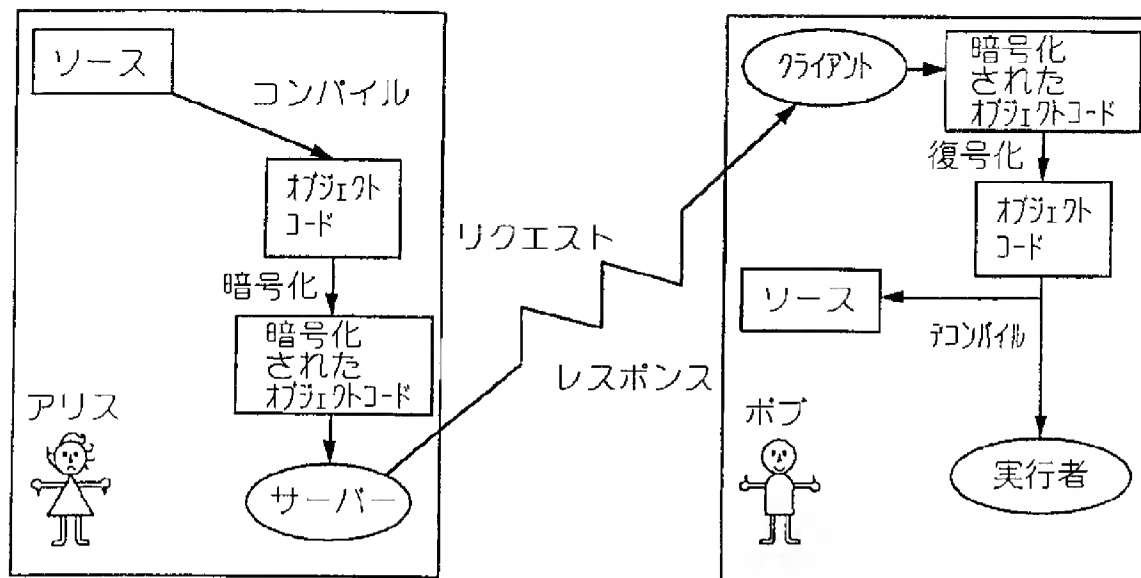 ソース
コンパイル
オブジェクト
コード
暗号化
暗号化
された
オブジェクトコード
アリス
サーバー
リクエスト
レスポンス
クライアント
暗号化
された
オブジェクトコード
復号化
オブジェクト
コード
ソース
デコンパイル
ボブ
実行者